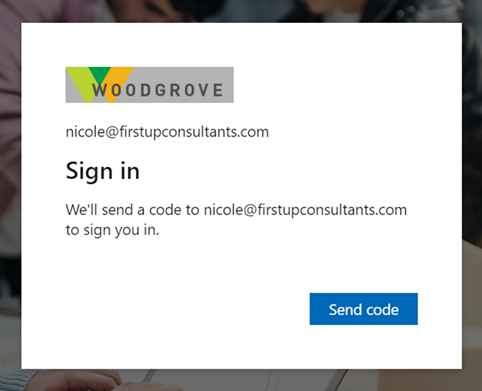 WOODGROVE
nicole@firstupconsultants.com
Sign in
We'll send a code to nicole@firstupconsultants.com
to sign you in.
Send code